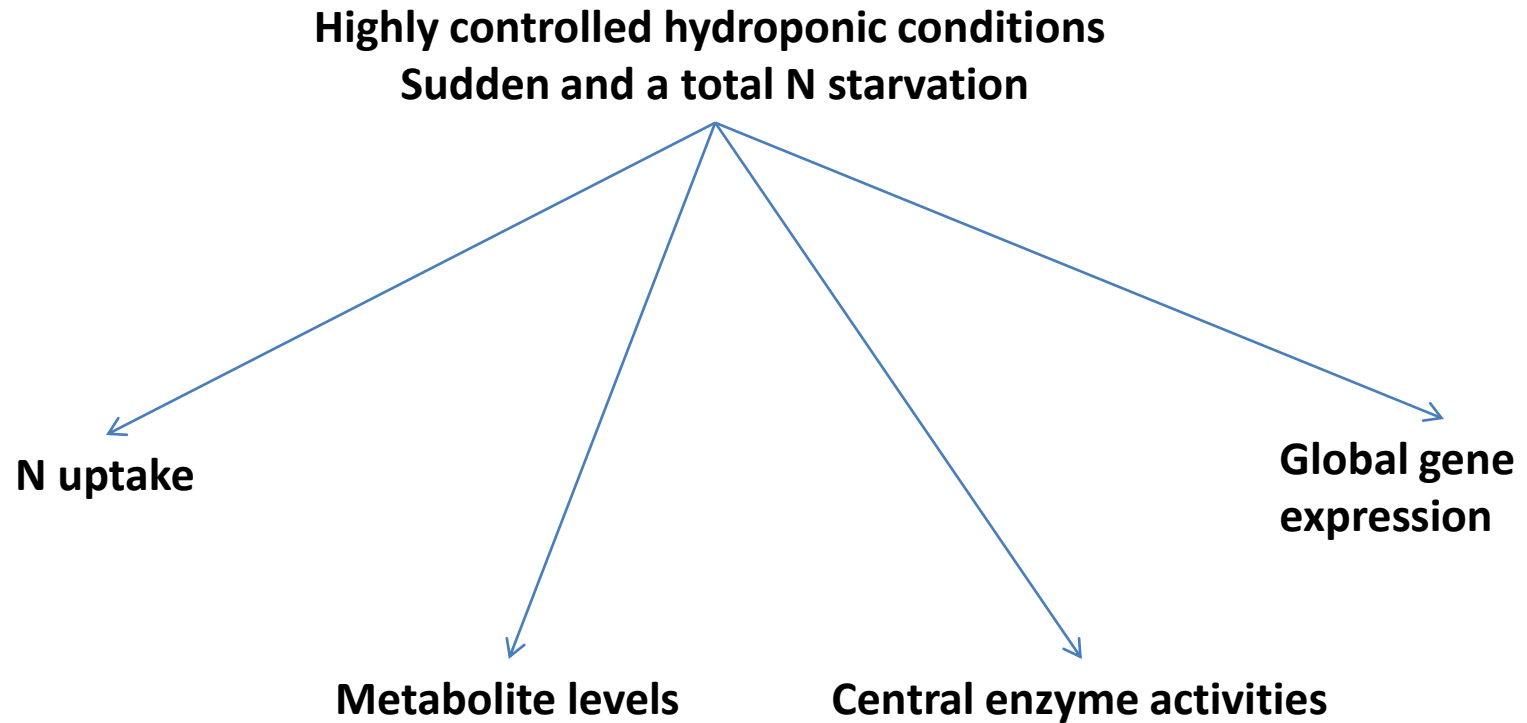 Highly controlled hydroponic conditions
Sudden and a total N starvation
N uptake
Global gene
expression
Metabolite levels
Central enzyme activities